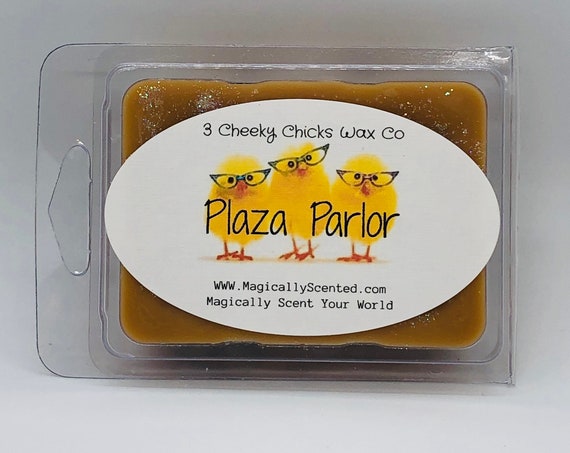 3 Cheeky Chicks Wax Co
Plaza Parlor
WWW.MagicallyScented.com
Magically Scent Your World